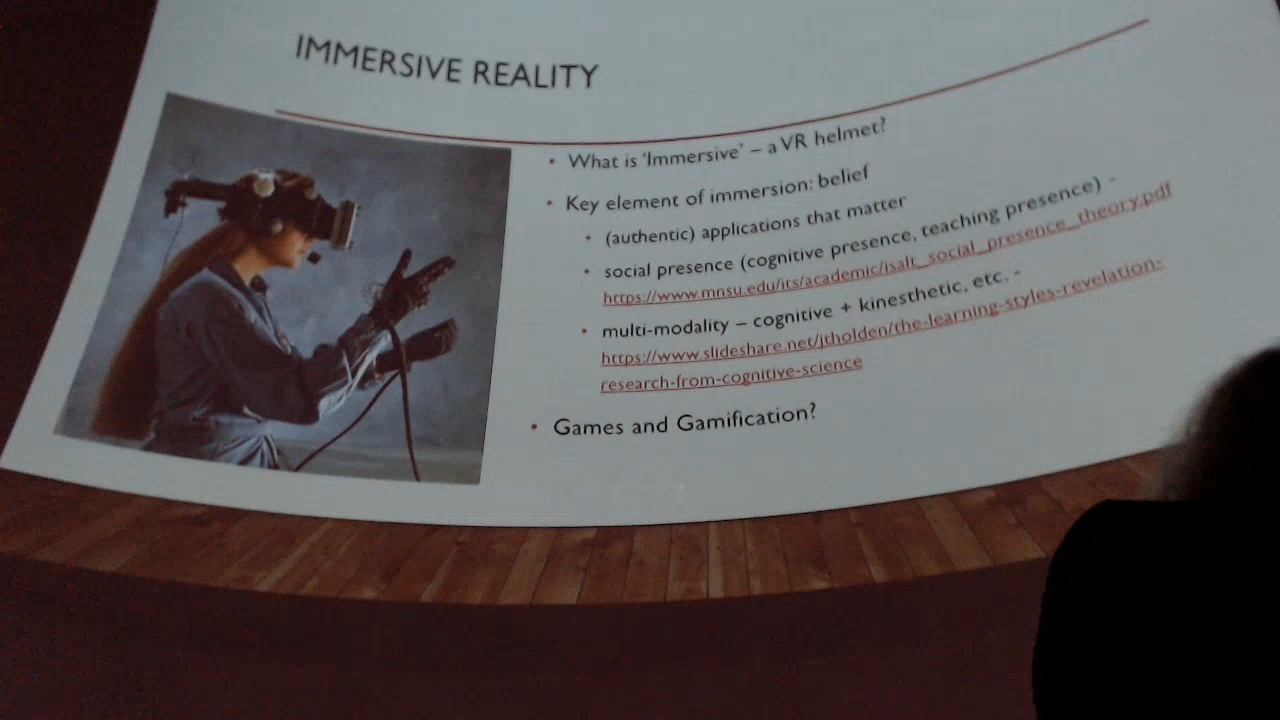 IMMERSIVE REALITY
• What is 'Immersive' – a VR helmet?
• Key element of immersion: belief
• (authentic) applications that matter
• social presence (cognitive presence, teaching presence) -
https://www.mnsu.edu/its/academic/isalt_social_presence_theory.pdf
• multi-modality – cognitive + kinesthetic, etc. -
https://www.slideshare.net/jtholden/the-learning-styles-revelation-
research-from-cognitive-science
• Games and Gamification?